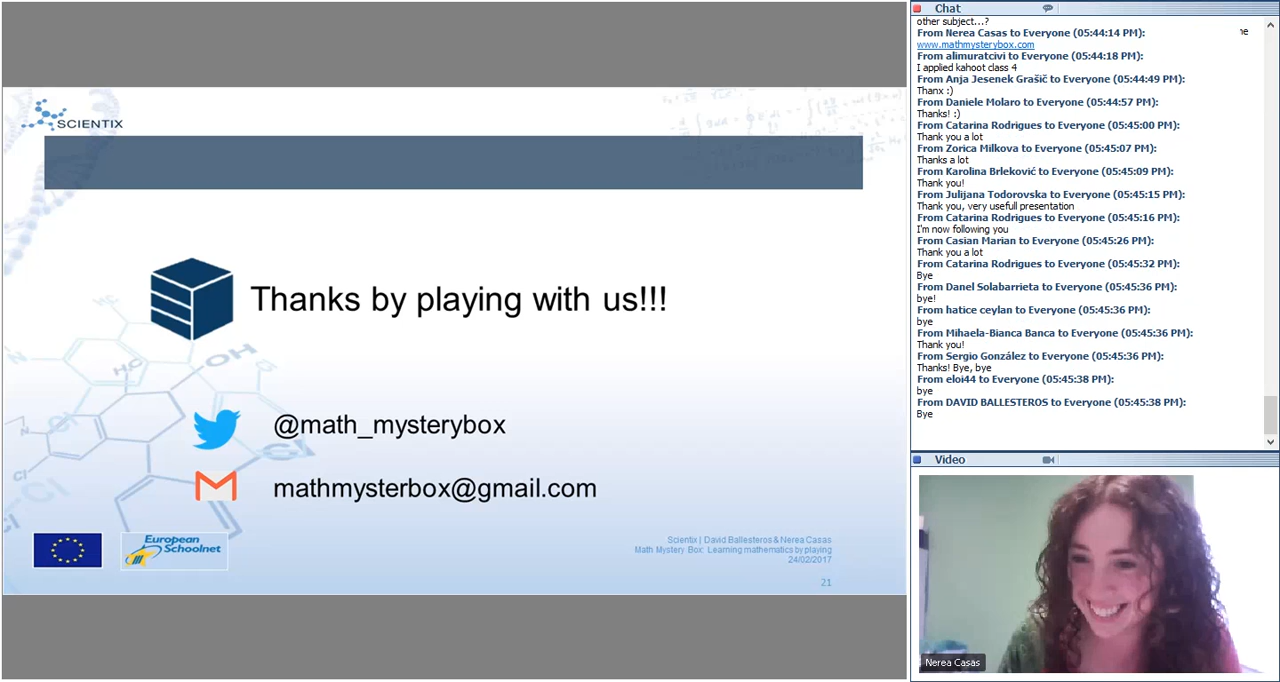 SCIENTIX
Thanks by playing with us!!!
@math_mysterybox
mathmysterbox@gmail.com
European
Schoolnet
Scientix | David Ballesteros & Nerea Casas
Math Mystery Box: Learning mathematics by playing
24/02/2017
21
HC
OH
HC
N
Cl
Cl
Cl
Cl
Chat
other subject...?
From Nerea Casas to Everyone (05:44:14 PM):
www.mathmysterybox.com
From alimuratcivi to Everyone (05:44:18 PM):
I applied kahoot class 4
From Anja Jesenek Grašič to Everyone (05:44:49 PM):
Thanx :)
From Daniele Molaro to Everyone (05:44:57 PM):
Thanks! :)
From Catarina Rodrigues to Everyone (05:45:00 PM):
Thank you a lot
From Zorica Milkova to Everyone (05:45:07 PM):
Thanks a lot
From Karolina Brleković to Everyone (05:45:09 PM):
Thank you!
From Julijana Todorovska to Everyone (05:45:15 PM):
Thank you, very usefull presentation
From Catarina Rodrigues to Everyone (05:45:16 PM):
I'm now following you
From Casian Marian to Everyone (05:45:26 PM):
Thank you a lot
From Catarina Rodrigues to Everyone (05:45:32 PM):
Bye
From Danel Solabarrieta to Everyone (05:45:36 PM):
bye!
From hatice ceylan to Everyone (05:45:36 PM):
bye
From Mihaela-Bianca Banca to Everyone (05:45:36 PM):
Thank you!
From Sergio González to Everyone (05:45:36 PM):
Thanks! Bye, bye
From eloi44 to Everyone (05:45:38 PM):
bye
From DAVID BALLESTEROS to Everyone (05:45:38 PM):
Bye
Video
Nerea Casas